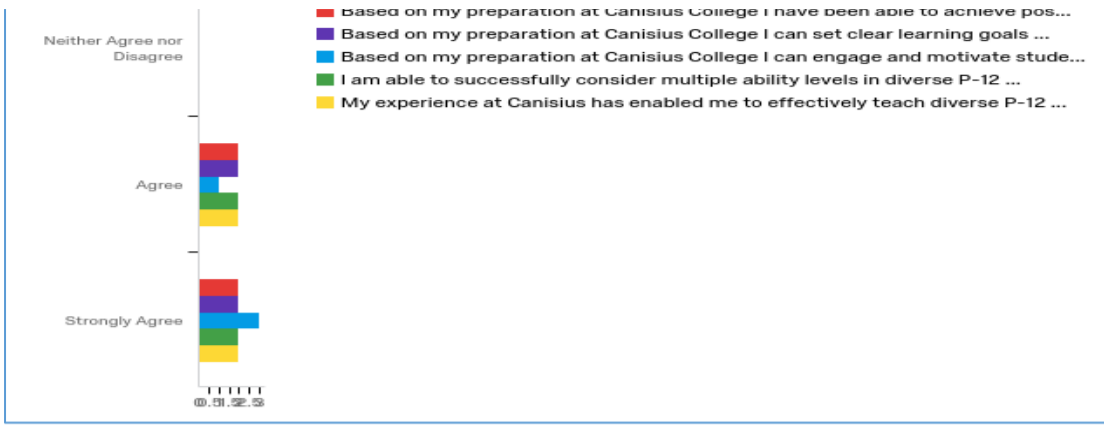 Based on my preparation at Canisius College I have been able to achieve pos...
Neither Agree nor
Disagree
Based on my preparation at Canisius College I can set clear learning goals ...
Based on my preparation at Canisius College I can engage and motivate stude...
I am able to successfully consider multiple ability levels in diverse P-12 ...
My experience at Canisius has enabled me to effectively teach diverse P-12 ...
Agree
Strongly Agree